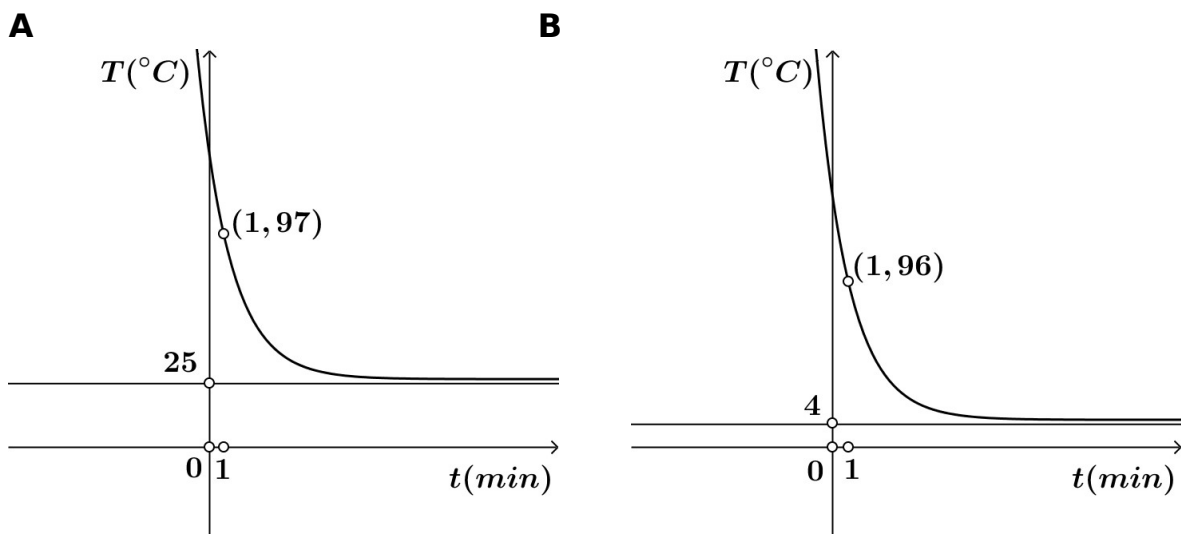 A
T(°C)
(1, 97)
25
0 1
t(min)
B
T(°C)
(1, 96)
4
0 1
t(min)